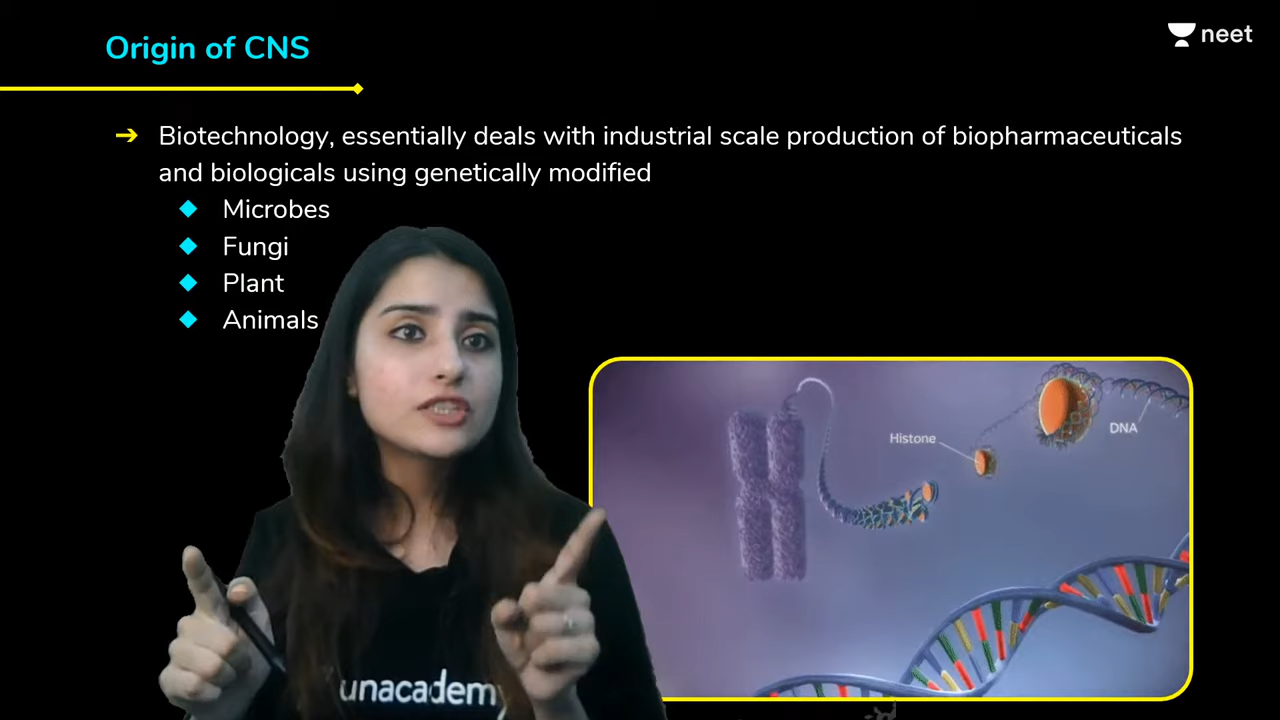 Origin of CNS
neet
➔ Biotechnology, essentially deals with industrial scale production of biopharmaceuticals
and biologicals using genetically modified
◆ Microbes
◆ Fungi
◆ Plant
◆ Animals
Histone
DNA
unacademy